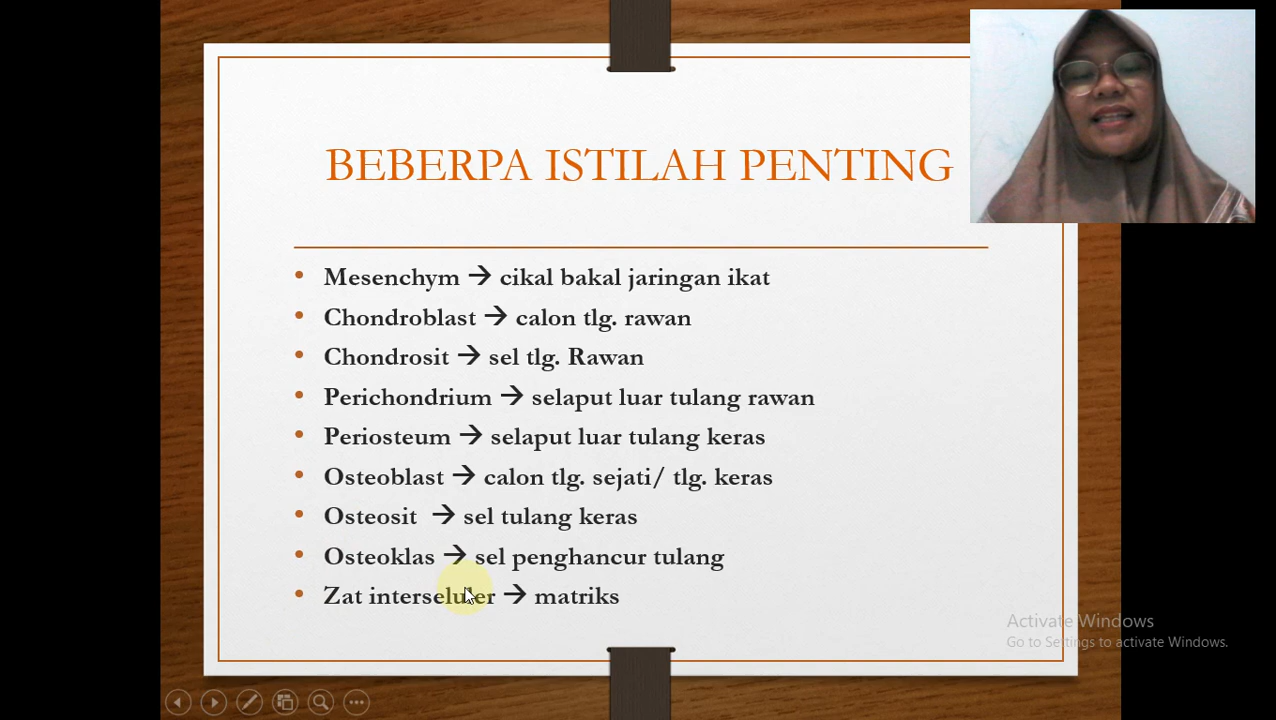 BEBERPA ISTILAH PENTING
• Mesenchym → cikal bakal jaringan ikat
• Chondroblast → calon tlg. rawan
• Chondrosit → sel tlg. Rawan
• Perichondrium → selaput luar tulang rawan
• Periosteum → selaput luar tulang keras
• Osteoblast → calon tlg. sejati/ tlg. keras
• Osteosit → sel tulang keras
• Osteoklas → sel penghancur tulang
• Zat interseluler → matriks
Activate Windows
Go to Settings to activate Windows.